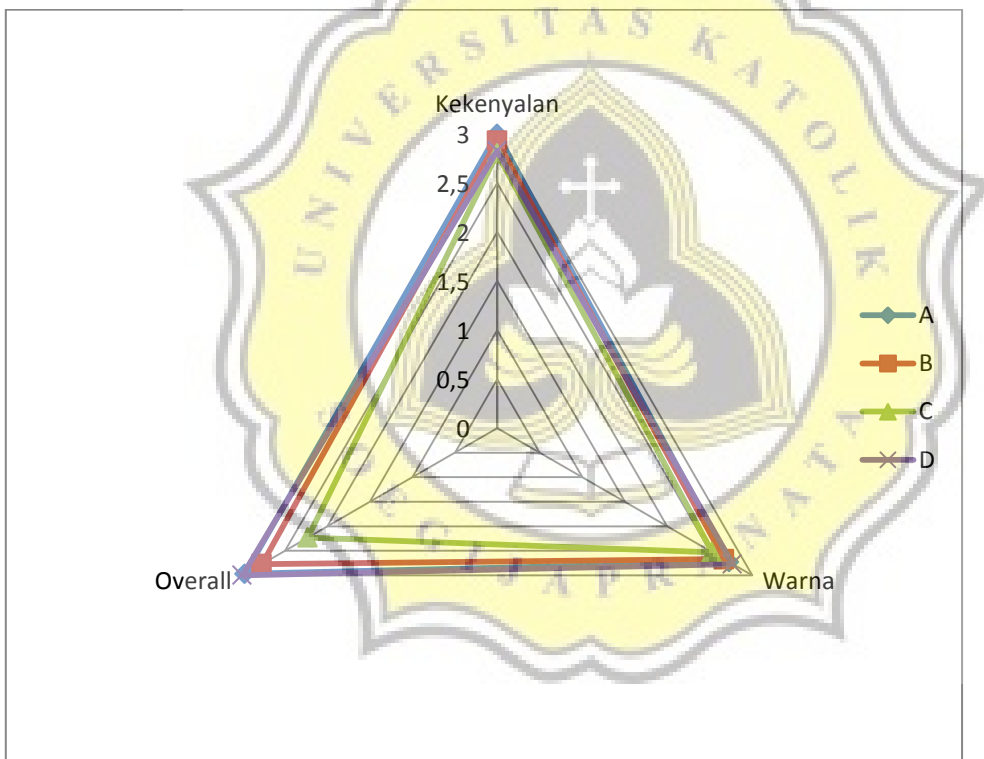 UNIVERSITAS KATOLIK
SOEGIJAPRANATA
Kekenyalan
3
2,5
2
1,5
1
0,5
0
Overall
Warna
A
B
C
D